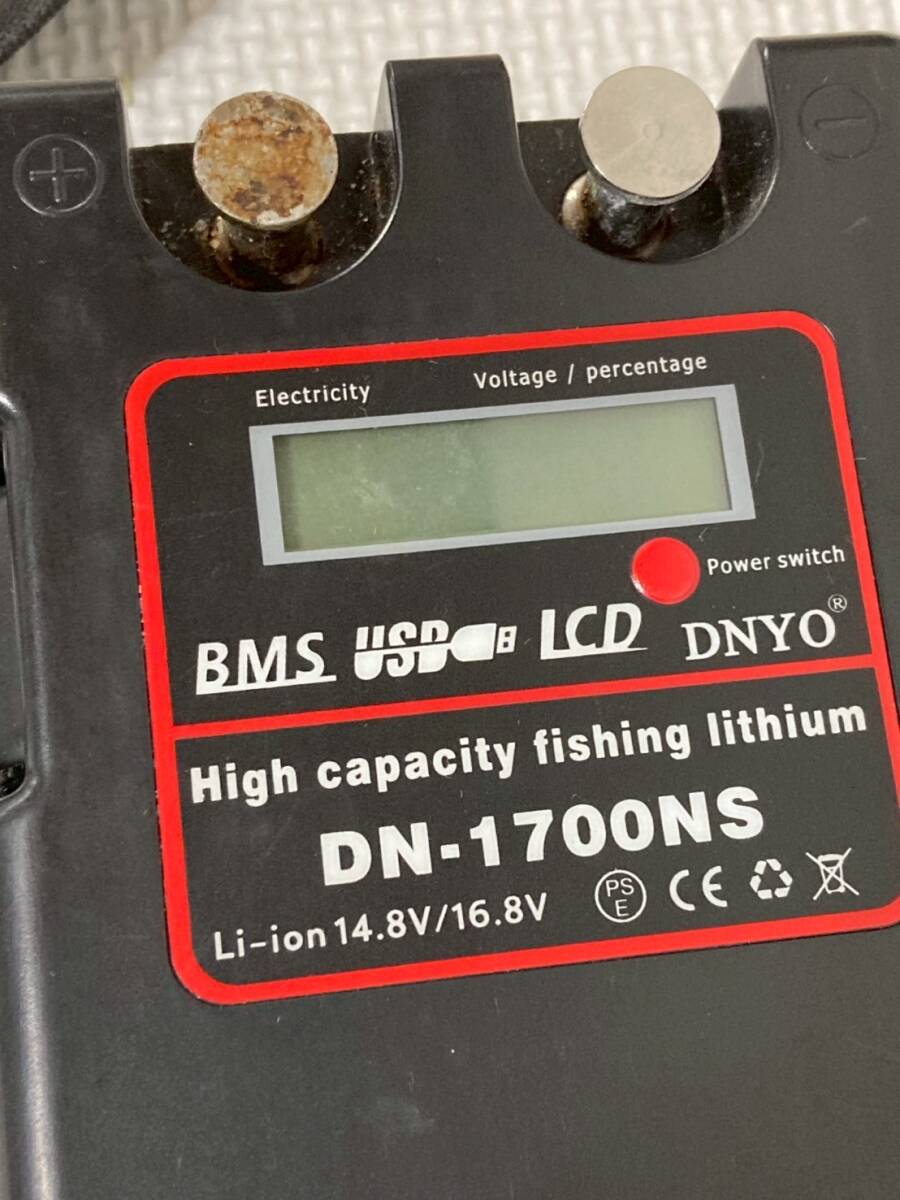 + −
Electricity Voltage / percentage
Power switch
BMS USB LCD DNYO®
High capacity fishing lithium
DN-1700NS
Li-ion 14.8V/16.8V PSE CE